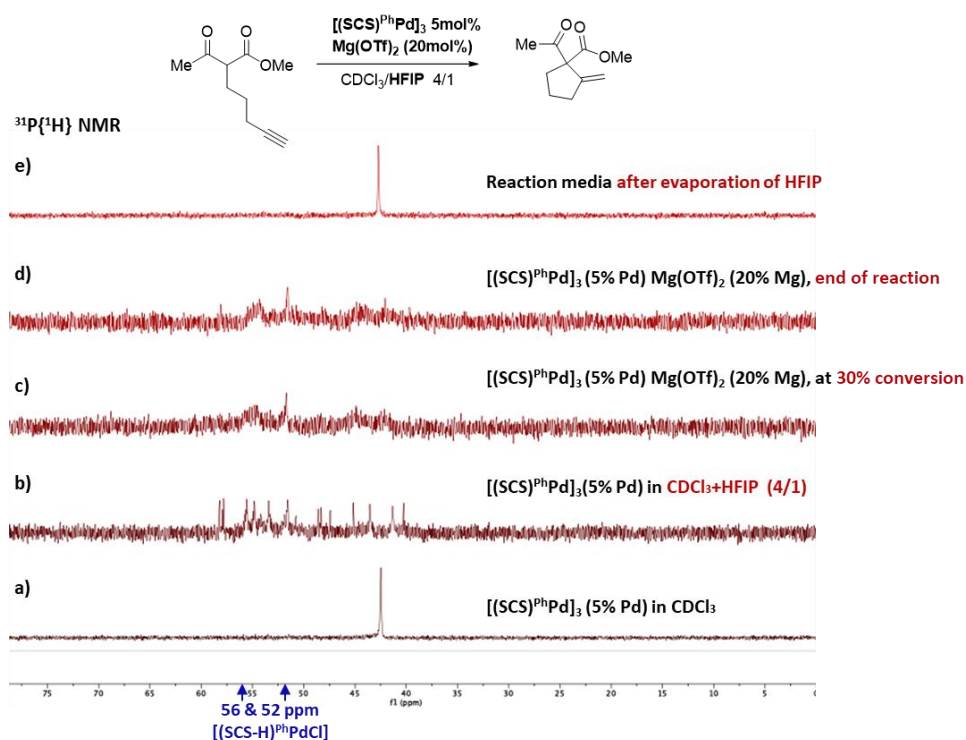 [(SCS)ᴾʰPd]₃ 5mol%
Mg(OTf)₂ (20mol%)
CDCl₃/HFIP 4/1
O O
Me OMe
O
Me O
OMe
³¹P{¹H} NMR
e)
Reaction media after evaporation of HFIP
d)
[(SCS)ᴾʰPd]₃ (5% Pd) Mg(OTf)₂ (20% Mg), end of reaction
c)
[(SCS)ᴾʰPd]₃ (5% Pd) Mg(OTf)₂ (20% Mg), at 30% conversion
b)
[(SCS)ᴾʰPd]₃(5% Pd) in CDCl₃+HFIP (4/1)
a)
[(SCS)ᴾʰPd]₃ (5% Pd) in CDCl₃
75 70 65 60 55 50 45 40 35 30 25 20 15 10 5 0
f1 (ppm)
56 & 52 ppm
[(SCS-H)ᴾʰPdCl]